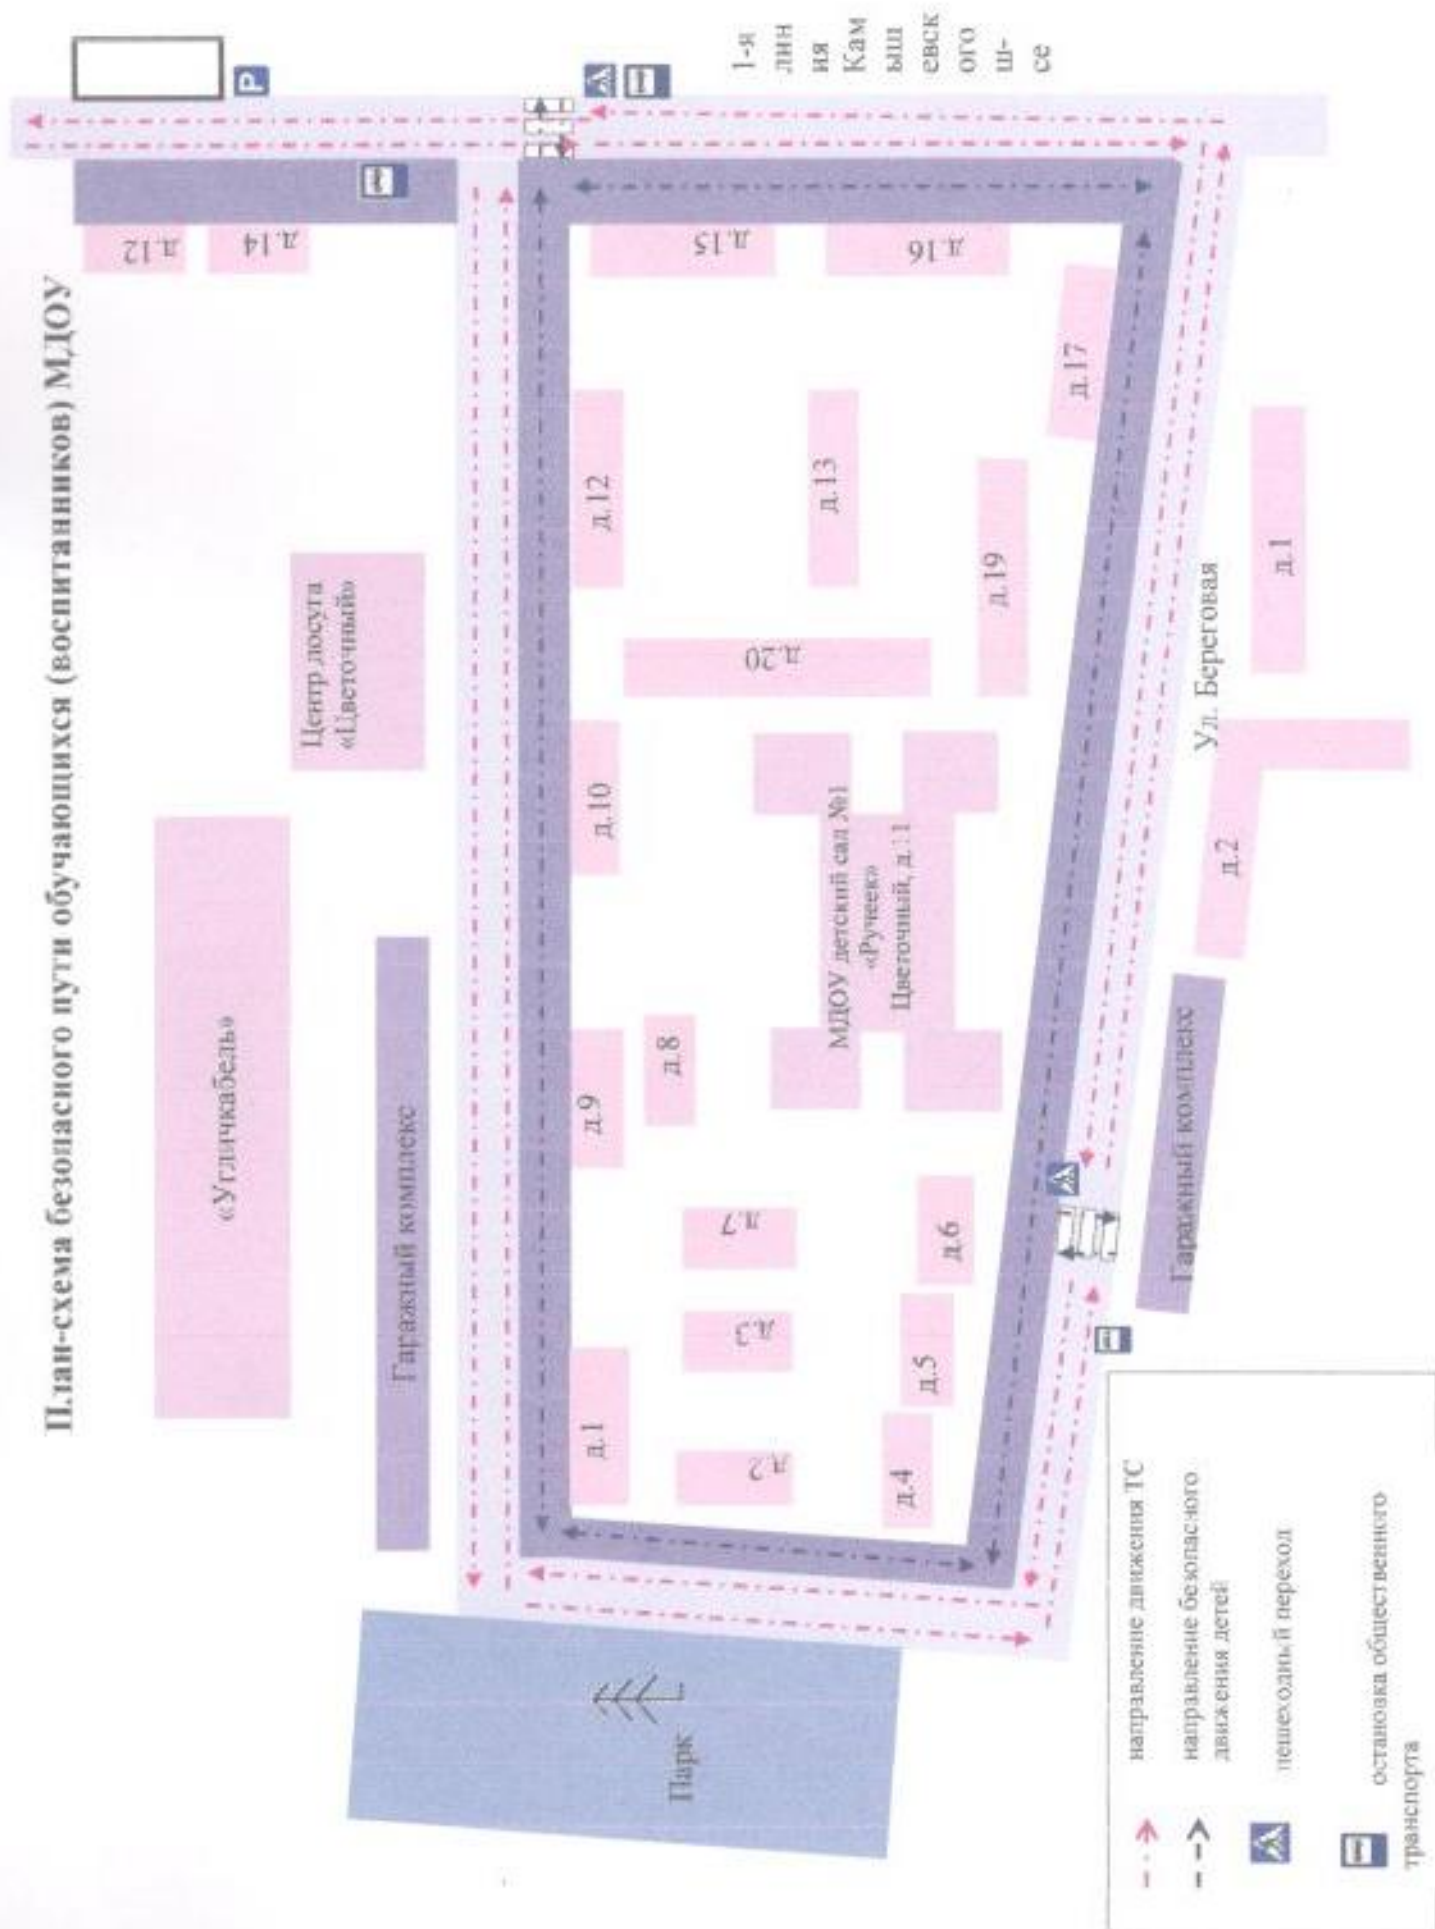 План-схема безопасного пути обучающихся (воспитанников) МДОУ
«Угличкабель»
Центр досуга
«Цветочный»
Гаражный комплекс
д.12
д.14
P
д.1
д.9
д.10
д.12
д.15
д.2
д.3
д.7
д.8
д.20
д.13
д.16
МДОУ детский сад №1
«Ручеек»
Цветочный, д.11
д.4
д.5
д.6
д.19
д.17
Парк
1-я
лин
ия
Кам
ыш
евск
ого
ш-
се
Гаражный комплекс
Ул. Береговая
д.2
д.1
направление движения ТС
направление безопасного
движения детей
пешеходный переход
остановка общественного
транспорта